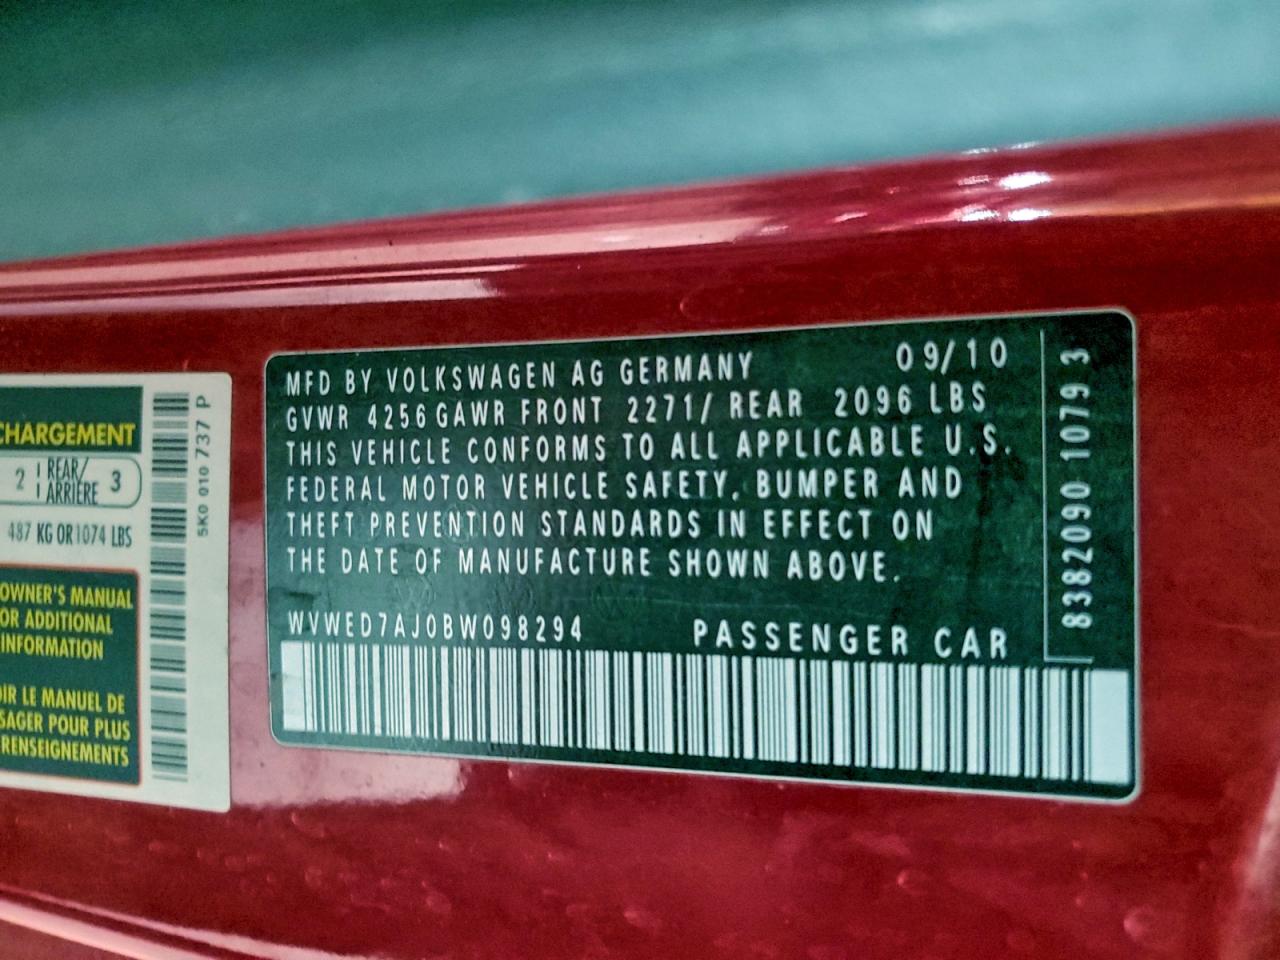 CHARGEMENT
2 | REAR/ ARRIÈRE 3
487 KG OR 1074 LBS
OWNER'S MANUAL
OR ADDITIONAL
INFORMATION
LE MANUEL DE
POUR PLUS
RENSEIGNEMENTS
5K0 010 737 P
MFD BY VOLKSWAGEN AG GERMANY 09/10
GVWR 4256 GAWR FRONT 2271/ REAR 2096 LBS
THIS VEHICLE CONFORMS TO ALL APPLICABLE U.S.
FEDERAL MOTOR VEHICLE SAFETY, BUMPER AND
THEFT PREVENTION STANDARDS IN EFFECT ON
THE DATE OF MANUFACTURE SHOWN ABOVE.
WVWED7AJ0BW098294 PASSENGER CAR
8382090 1079 3